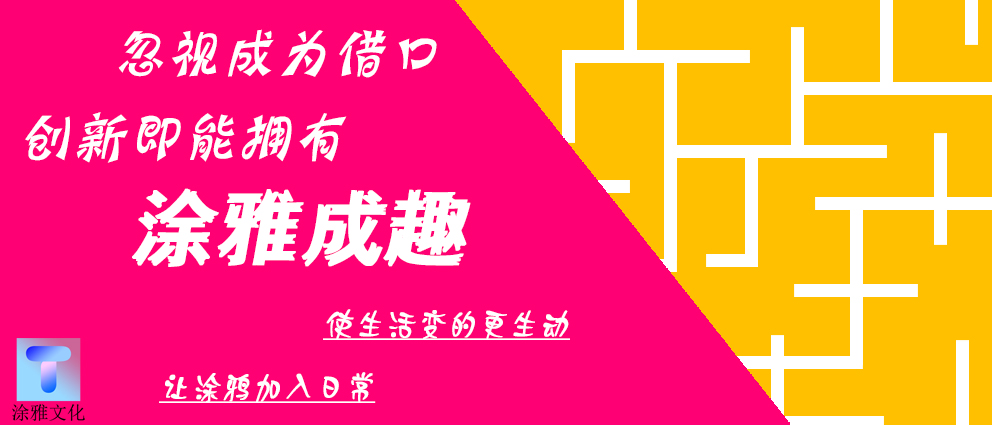 忽视成为借口
创新即能拥有
涂雅成趣
使生活变的更生动
让涂鸦加入日常
T
涂雅文化